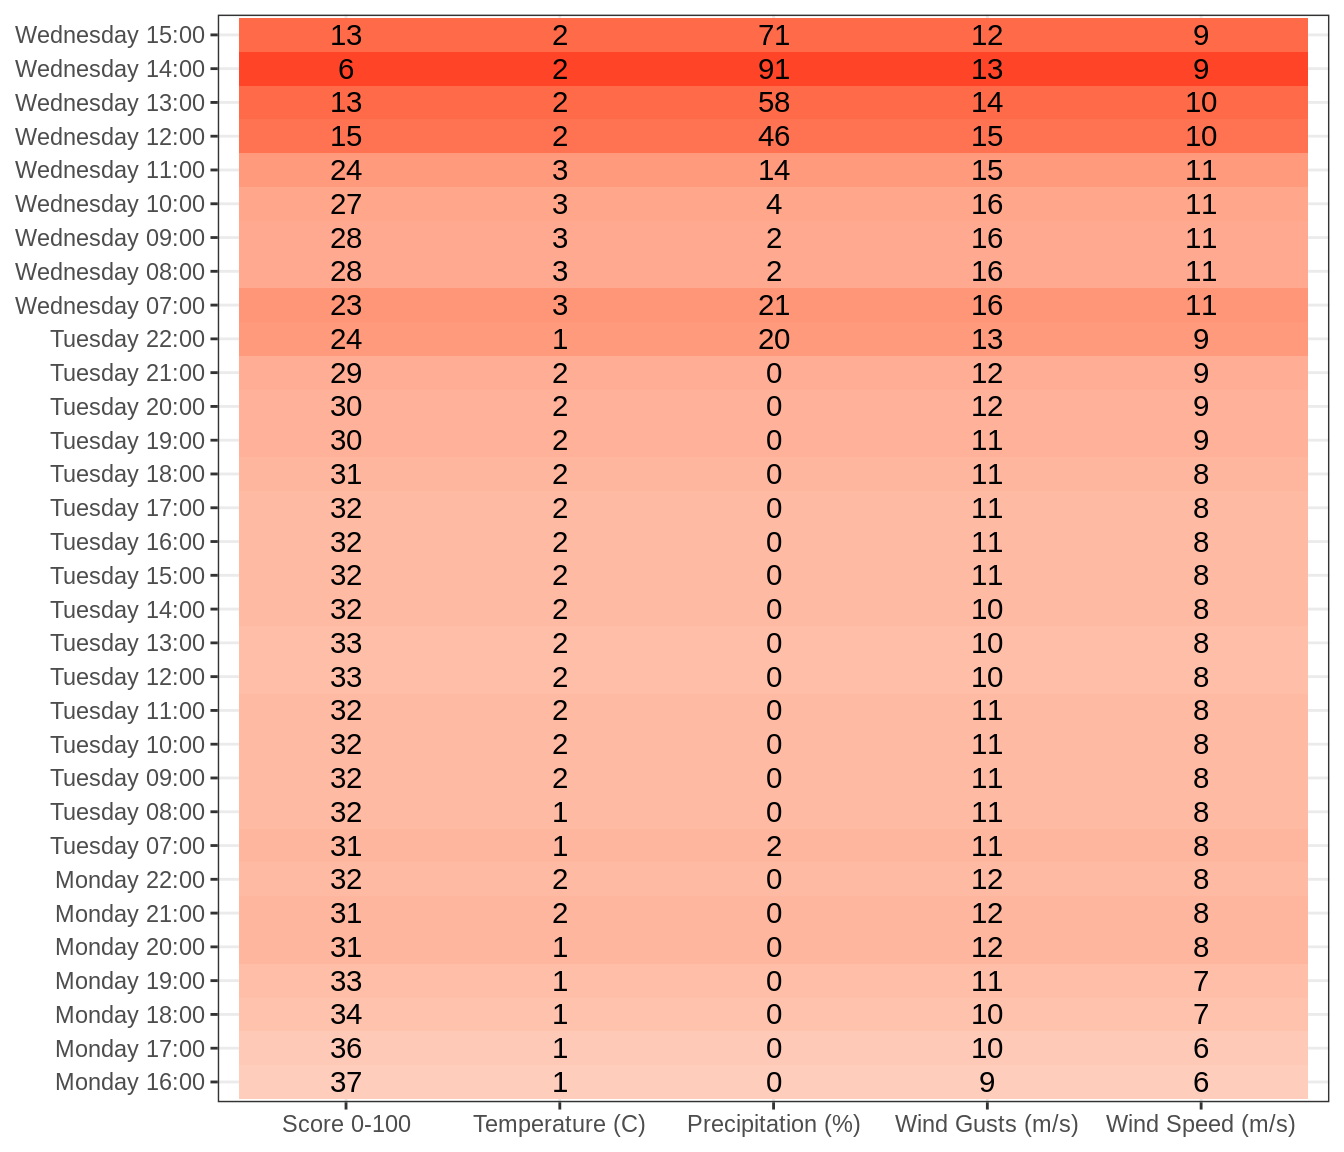 Wednesday 15:00 13 2 71 12 9
Wednesday 14:00 6 2 91 13 9
Wednesday 13:00 13 2 58 14 10
Wednesday 12:00 15 2 46 15 10
Wednesday 11:00 24 3 14 15 11
Wednesday 10:00 27 3 4 16 11
Wednesday 09:00 28 3 2 16 11
Wednesday 08:00 28 3 2 16 11
Wednesday 07:00 23 3 21 16 11
Tuesday 22:00 24 1 20 13 9
Tuesday 21:00 29 2 0 12 9
Tuesday 20:00 30 2 0 12 9
Tuesday 19:00 30 2 0 11 9
Tuesday 18:00 31 2 0 11 8
Tuesday 17:00 32 2 0 11 8
Tuesday 16:00 32 2 0 11 8
Tuesday 15:00 32 2 0 11 8
Tuesday 14:00 32 2 0 10 8
Tuesday 13:00 33 2 0 10 8
Tuesday 12:00 33 2 0 10 8
Tuesday 11:00 32 2 0 11 8
Tuesday 10:00 32 2 0 11 8
Tuesday 09:00 32 2 0 11 8
Tuesday 08:00 32 1 0 11 8
Tuesday 07:00 31 1 2 11 8
Monday 22:00 32 2 0 12 8
Monday 21:00 31 2 0 12 8
Monday 20:00 31 1 0 12 8
Monday 19:00 33 1 0 11 7
Monday 18:00 34 1 0 10 7
Monday 17:00 36 1 0 10 6
Monday 16:00 37 1 0 9 6
Score 0-100 Temperature (C) Precipitation (%) Wind Gusts (m/s) Wind Speed (m/s)